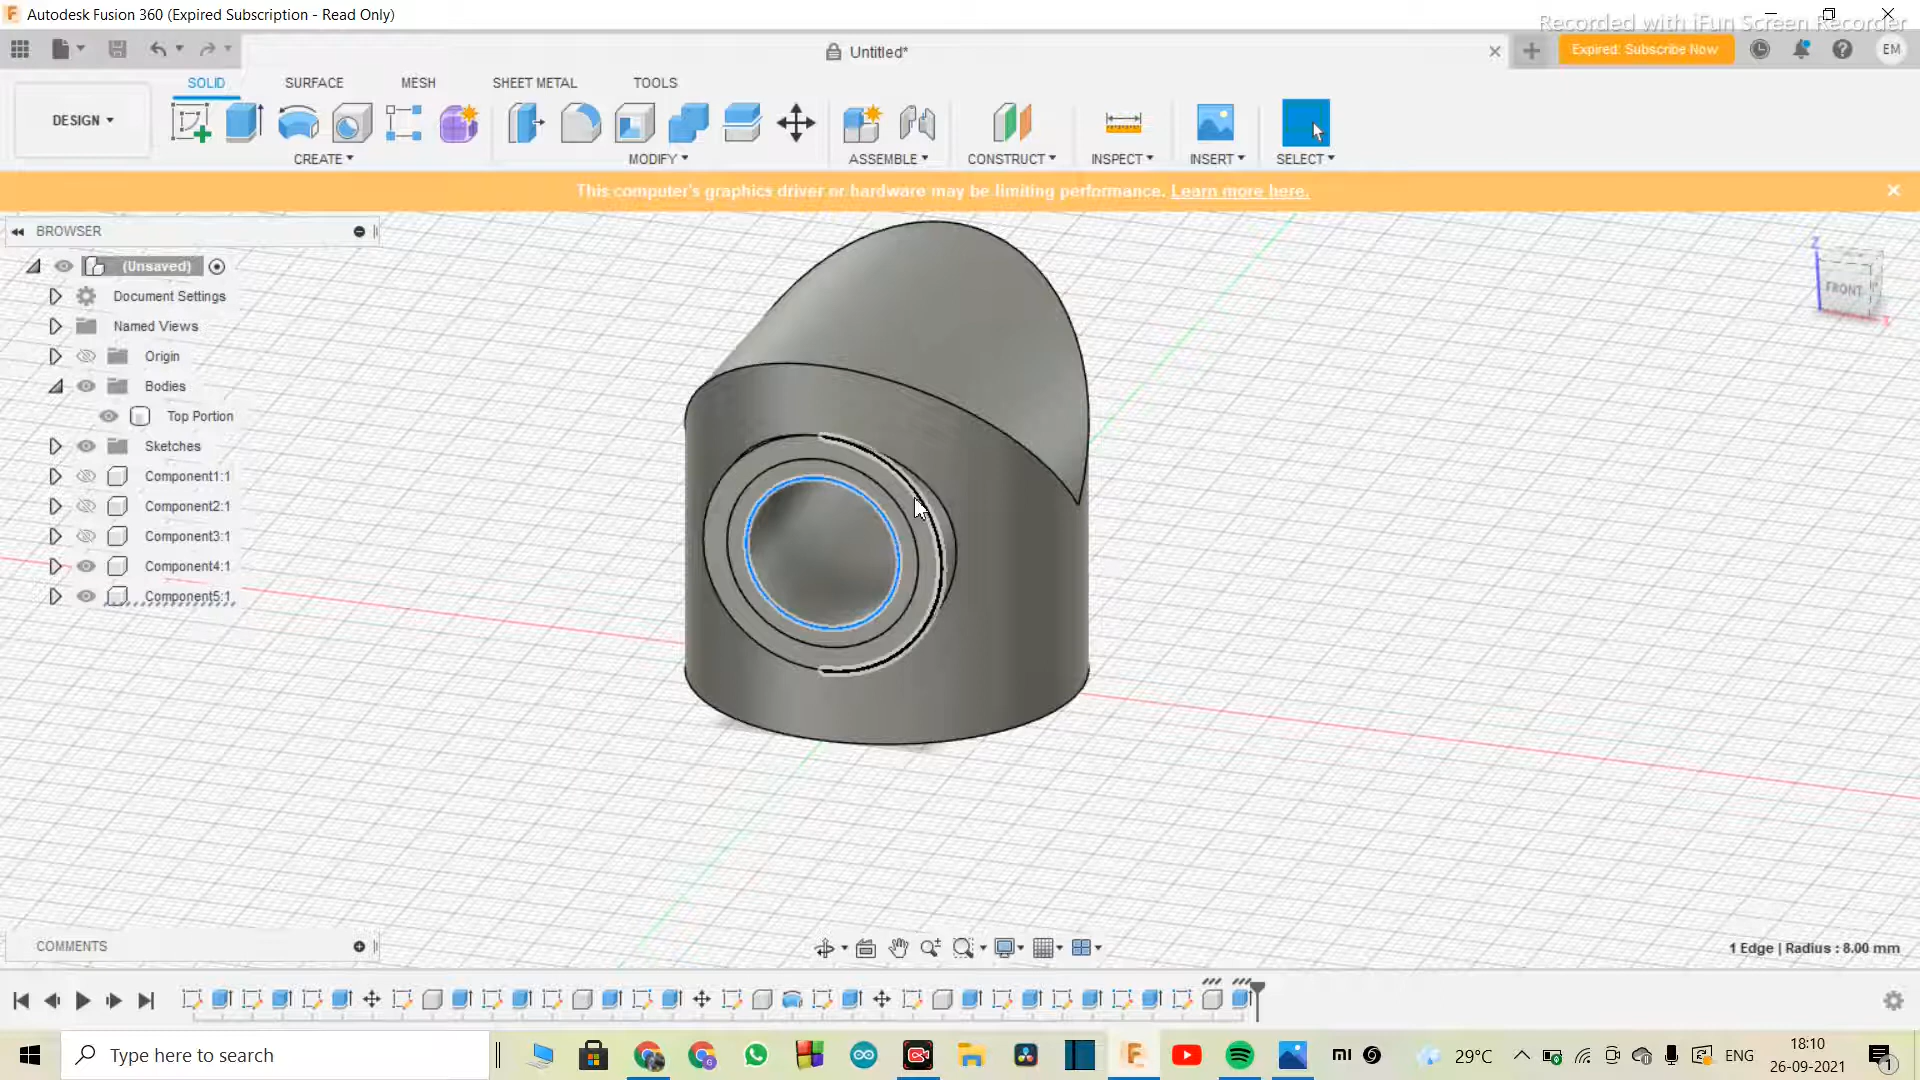 Autodesk Fusion 360 (Expired Subscription - Read Only)
Recorded with iFun Screen Recorder
Untitled*
Expired: Subscribe Now
EM
SOLID SURFACE MESH SHEET METAL TOOLS
DESIGN
CREATE MODIFY ASSEMBLE CONSTRUCT INSPECT INSERT SELECT
This computer's graphics driver or hardware may be limiting performance. Learn more here.
BROWSER
(Unsaved)
Document Settings
Named Views
Origin
Bodies
Top Portion
Sketches
Component1:1
Component2:1
Component3:1
Component4:1
Component5:1
Z
FRONT
X
COMMENTS
1 Edge | Radius : 8.00 mm
Type here to search
mi
29°C
ENG
18:10
26-09-2021
1